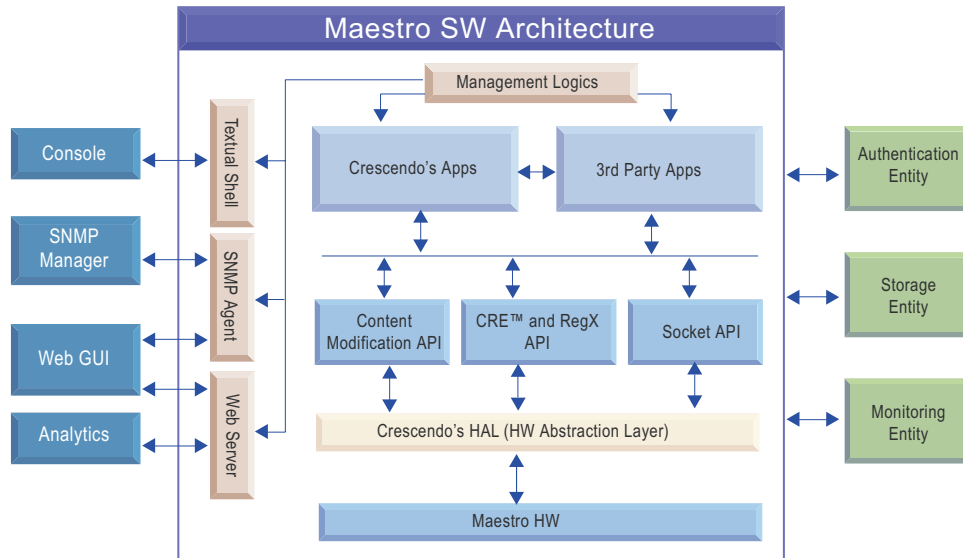 Maestro SW Architecture
Management Logics
Console
SNMP
Manager
Web GUI
Analytics
Textual Shell
SNMP Agent
Web Server
Crescendo's Apps
3rd Party Apps
Content
Modification API
CRE™ and RegX
API
Socket API
Crescendo's HAL (HW Abstraction Layer)
Maestro HW
Authentication
Entity
Storage
Entity
Monitoring
Entity